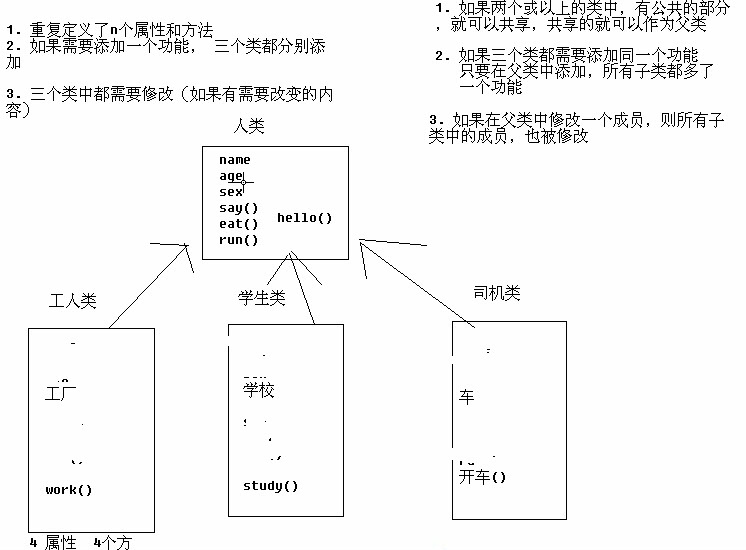 1. 重复定义了n个属性和方法
2. 如果需要添加一个功能， 三个类都分别添
加
3. 三个类中都需要修改（如果有需要改变的内
容）
1. 如果两个或以上的类中，有公共的部分
，就可以共享，共享的就可以作为父类
2. 如果三个类都需要添加同一个功能
只要在父类中添加，所有子类都多了
一个功能
3. 如果在父类中修改一个成员，则所有子
类中的成员，也被修改
人类
name
age
sex
say()
eat()
run()
hello()
工人类
工厂
work()
4 属性 4个方
学生类
学校
study()
司机类
车
开车()